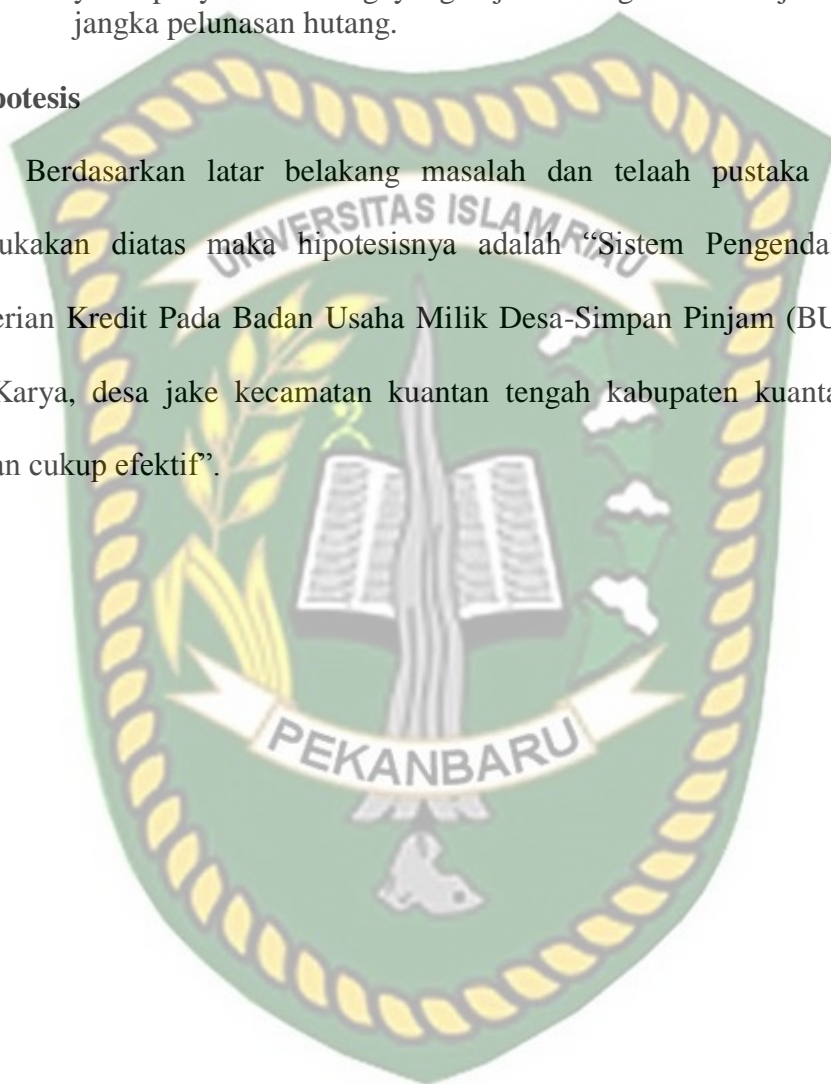 jangka pelunasan hutang.
potesis
Berdasarkan latar belakang masalah dan telaah pustaka
ukakan diatas maka hipotesisnya adalah “Sistem Pengenda
erian Kredit Pada Badan Usaha Milik Desa-Simpan Pinjam (BU
Karya, desa jake kecamatan kuantan tengah kabupaten kuanta
an cukup efektif”.
UNIVERSITAS ISLAM RIAU
PEKANBARU